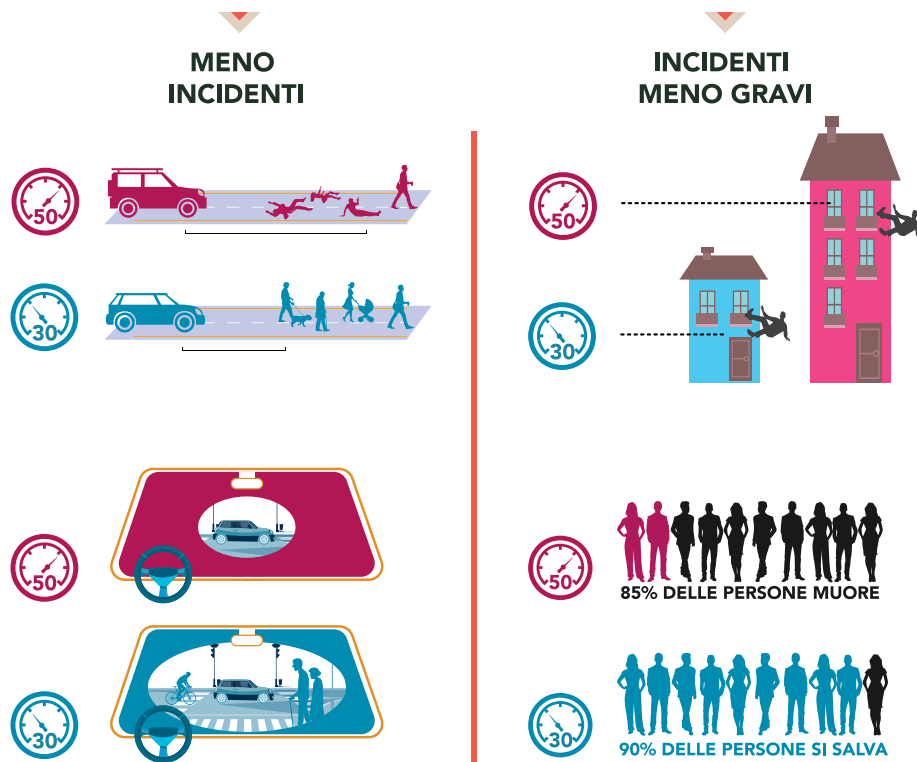 MENO
INCIDENTI
50
30
50
30
INCIDENTI
MENO GRAVI
50
30
50
85% DELLE PERSONE MUORE
30
90% DELLE PERSONE SI SALVA